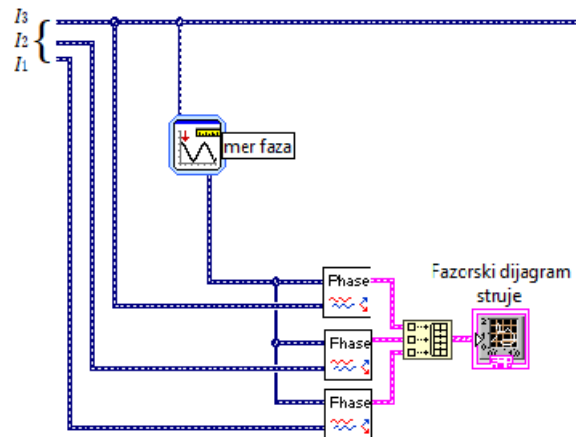 I3
I2
I1
mer faza
Phase
Fazorski dijagram
struje
Phase
Phase